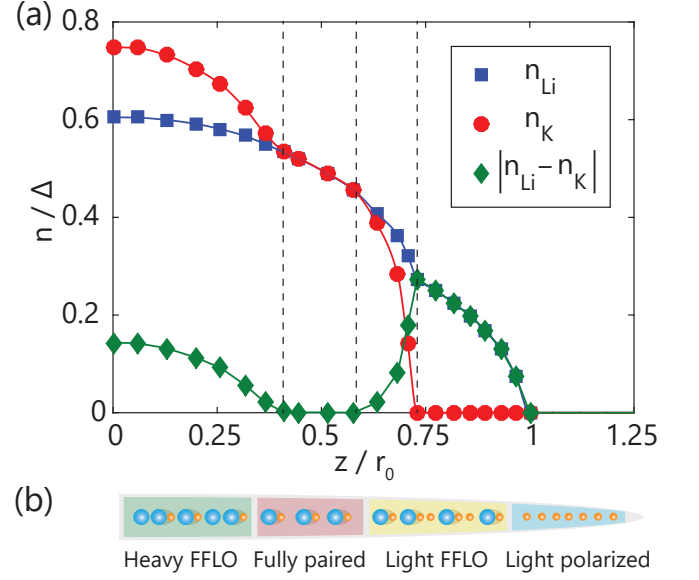 (a)
0.8
0.6
0.4
0.2
0
n / Δ
n_Li
n_K
|n_Li − n_K|
0 0.25 0.5 0.75 1 1.25
z / r_0
(b)
Heavy FFLO Fully paired Light FFLO Light polarized